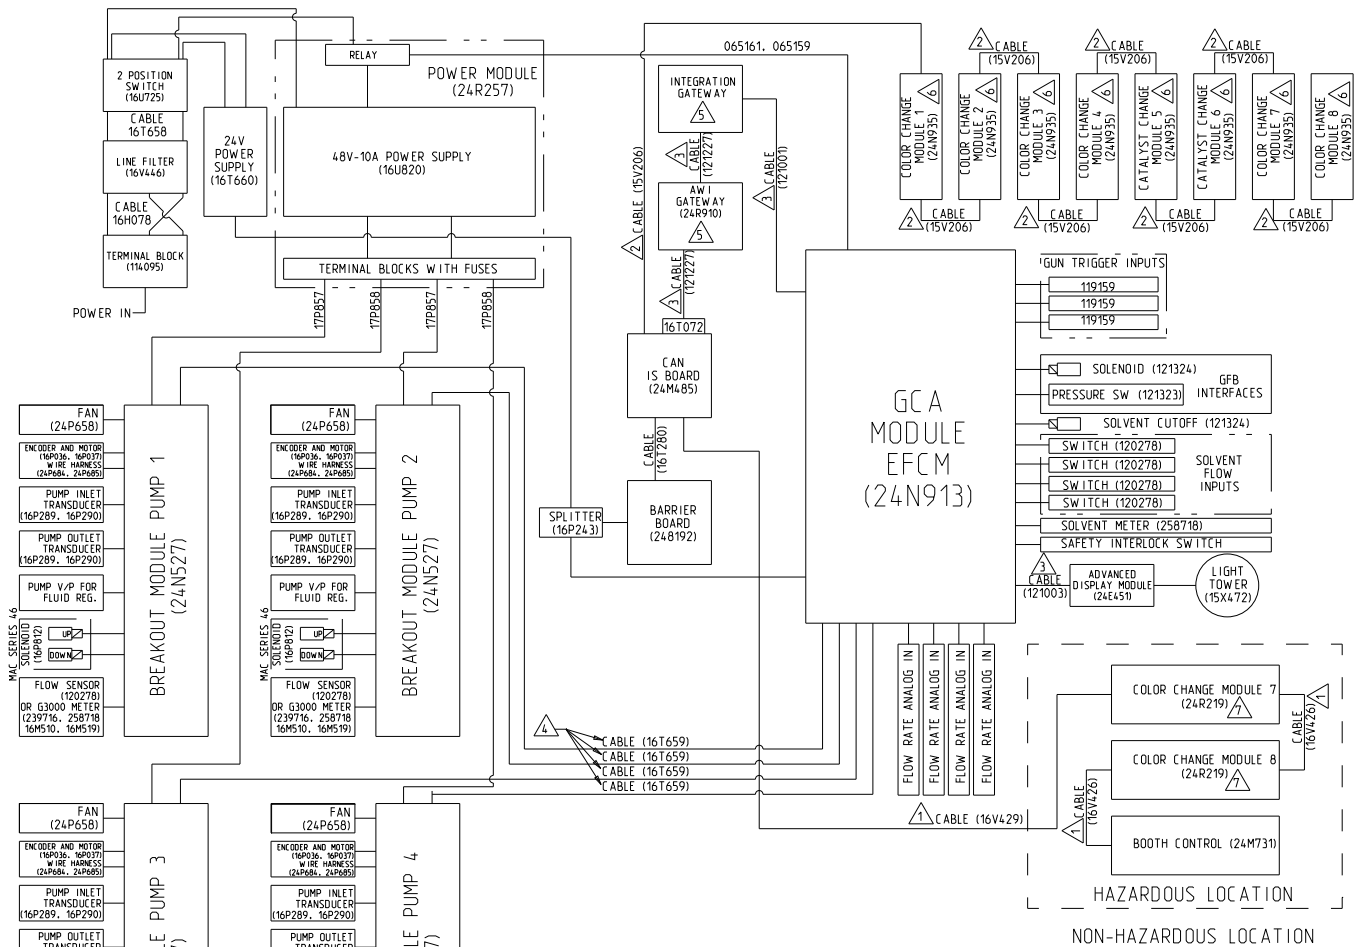 2 POSITION
SWITCH
(16U725)
CABLE
16T658
LINE FILTER
(16V446)
CABLE
16H078
TERMINAL BLOCK
(114095)
POWER IN
24V
POWER
SUPPLY
(16T660)
RELAY
POWER MODULE
(24R257)
48V-10A POWER SUPPLY
(16U820)
TERMINAL BLOCKS WITH FUSES
17P857
17P858
17P857
17P858
065161, 065159
INTEGRATION
GATEWAY
5
3
CABLE
(121227)
AWI
GATEWAY
(24R910)
5
3
CABLE
(121227)
3
CABLE
(121001)
2
CABLE (15V206)
16T072
CAN
IS BOARD
(24M485)
CABLE
(16T280)
BARRIER
BOARD
(248192)
SPLITTER
(16P243)
2
CABLE
(15V206)
2
CABLE
(15V206)
2
CABLE
(15V206)
COLOR CHANGE
MODULE 1
(24N935)
6
COLOR CHANGE
MODULE 2
(24N935)
6
COLOR CHANGE
MODULE 3
(24N935)
6
COLOR CHANGE
MODULE 4
(24N935)
6
CATALYST CHANGE
MODULE 5
(24N935)
6
CATALYST CHANGE
MODULE 6
(24N935)
6
COLOR CHANGE
MODULE 7
(24N935)
6
COLOR CHANGE
MODULE 8
(24N935)
6
2
CABLE
(15V206)
2
CABLE
(15V206)
2
CABLE
(15V206)
2
CABLE
(15V206)
GCA
MODULE
EFCM
(24N913)
GUN TRIGGER INPUTS
119159
119159
119159
SOLENOID (121324)
PRESSURE SW (121323)
GFB
INTERFACES
SOLVENT CUTOFF (121324)
SWITCH (120278)
SWITCH (120278)
SWITCH (120278)
SWITCH (120278)
SOLVENT
FLOW
INPUTS
SOLVENT METER (258718)
SAFETY INTERLOCK SWITCH
3
CABLE
(121003)
ADVANCED
DISPLAY MODULE
(24E451)
LIGHT
TOWER
(15X472)
FLOW RATE ANALOG IN
FLOW RATE ANALOG IN
FLOW RATE ANALOG IN
FLOW RATE ANALOG IN
FAN
(24P658)
ENCODER AND MOTOR
(16P036, 16P037)
WIRE HARNESS
(24P684, 24P685)
PUMP INLET
TRANSDUCER
(16P289, 16P290)
PUMP OUTLET
TRANSDUCER
(16P289, 16P290)
PUMP V/P FOR
FLUID REG.
MAC SERIES 46
SOLENOID
(16P812)
UP
DOWN
FLOW SENSOR
(120278)
OR G3000 METER
(239716, 258718
16M510, 16M519)
BREAKOUT MODULE PUMP 1
(24N527)
FAN
(24P658)
ENCODER AND MOTOR
(16P036, 16P037)
WIRE HARNESS
(24P684, 24P685)
PUMP INLET
TRANSDUCER
(16P289, 16P290)
PUMP OUTLET
TRANSDUCER
(16P289, 16P290)
PUMP V/P FOR
FLUID REG.
MAC SERIES 46
SOLENOID
(16P812)
UP
DOWN
FLOW SENSOR
(120278)
OR G3000 METER
(239716, 258718
16M510, 16M519)
BREAKOUT MODULE PUMP 2
(24N527)
4
CABLE (16T659)
CABLE (16T659)
CABLE (16T659)
CABLE (16T659)
1
CABLE (16V429)
COLOR CHANGE MODULE 7
(24R219)
7
1
CABLE
(16V426)
COLOR CHANGE MODULE 8
(24R219)
7
1
CABLE
(16V426)
BOOTH CONTROL (24M731)
HAZARDOUS LOCATION
NON-HAZARDOUS LOCATION
FAN
(24P658)
ENCODER AND MOTOR
(16P036, 16P037)
WIRE HARNESS
(24P684, 24P685)
PUMP INLET
TRANSDUCER
(16P289, 16P290)
PUMP OUTLET
TRANSDUCER
LE PUMP 3
7)
FAN
(24P658)
ENCODER AND MOTOR
(16P036, 16P037)
WIRE HARNESS
(24P684, 24P685)
PUMP INLET
TRANSDUCER
(16P289, 16P290)
PUMP OUTLET
TRANSDUCER
LE PUMP 4
7)